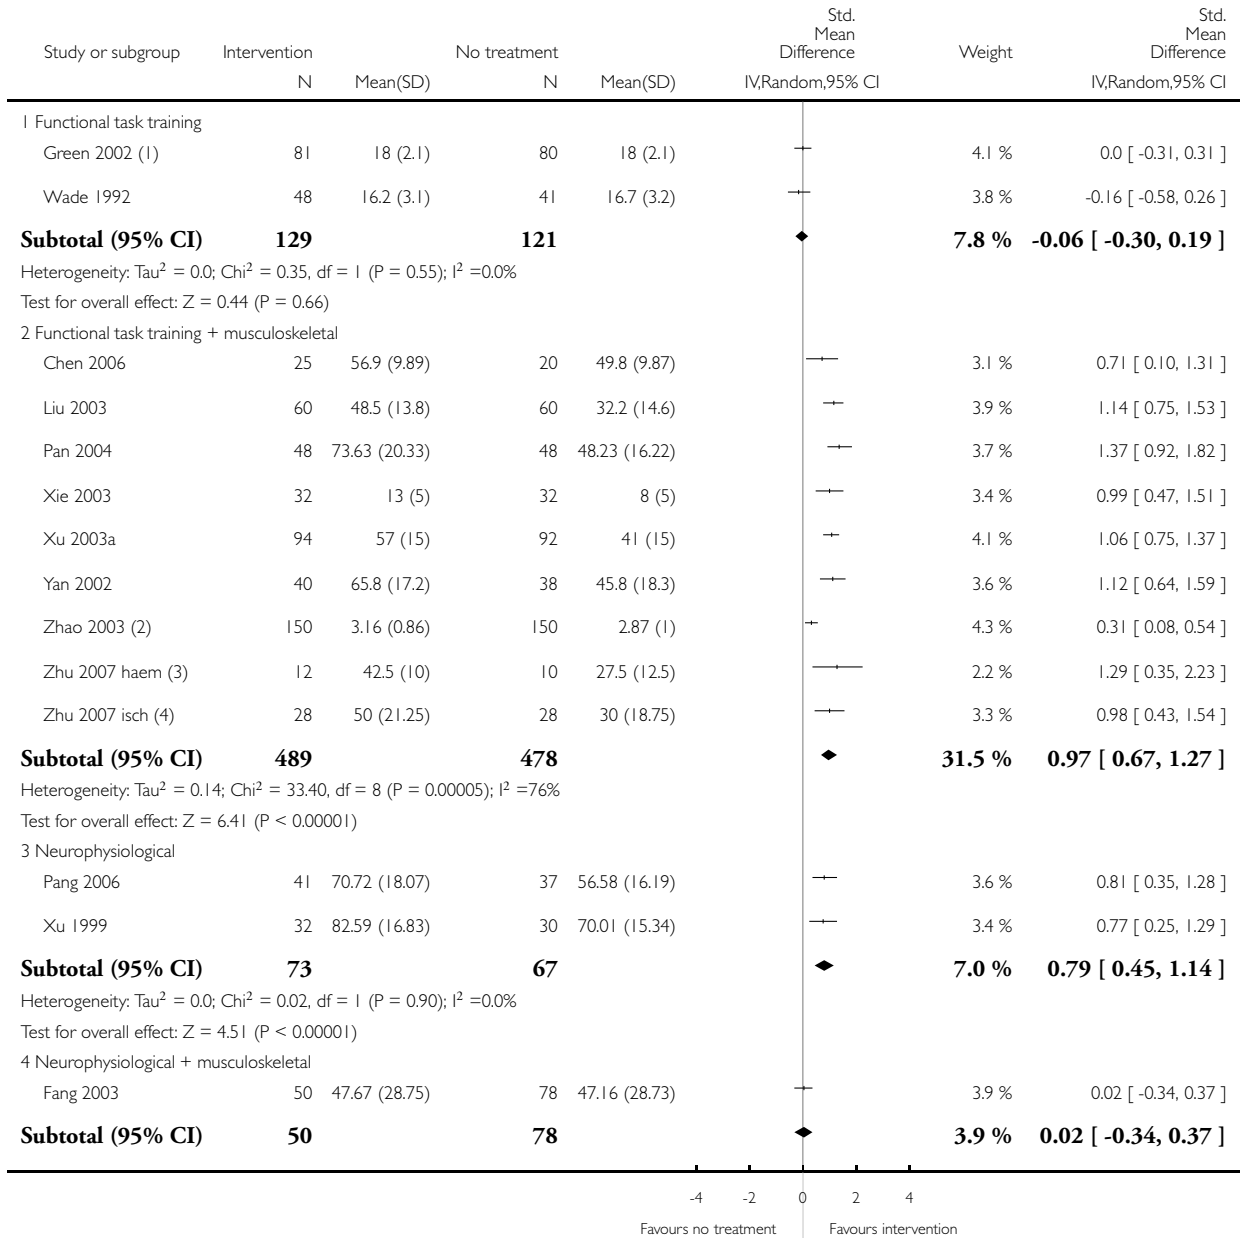 Study or subgroup Intervention No treatment Std. Mean Difference Weight Std. Mean Difference
N Mean(SD) N Mean(SD) IV,Random,95% CI IV,Random,95% CI
1 Functional task training
Green 2002 (1) 81 18 (2.1) 80 18 (2.1) 4.1 % 0.0 [ -0.31, 0.31 ]
Wade 1992 48 16.2 (3.1) 41 16.7 (3.2) 3.8 % -0.16 [ -0.58, 0.26 ]
Subtotal (95% CI) 129 121 7.8 % -0.06 [ -0.30, 0.19 ]
Heterogeneity: Tau² = 0.0; Chi² = 0.35, df = 1 (P = 0.55); I² =0.0%
Test for overall effect: Z = 0.44 (P = 0.66)
2 Functional task training + musculoskeletal
Chen 2006 25 56.9 (9.89) 20 49.8 (9.87) 3.1 % 0.71 [ 0.10, 1.31 ]
Liu 2003 60 48.5 (13.8) 60 32.2 (14.6) 3.9 % 1.14 [ 0.75, 1.53 ]
Pan 2004 48 73.63 (20.33) 48 48.23 (16.22) 3.7 % 1.37 [ 0.92, 1.82 ]
Xie 2003 32 13 (5) 32 8 (5) 3.4 % 0.99 [ 0.47, 1.51 ]
Xu 2003a 94 57 (15) 92 41 (15) 4.1 % 1.06 [ 0.75, 1.37 ]
Yan 2002 40 65.8 (17.2) 38 45.8 (18.3) 3.6 % 1.12 [ 0.64, 1.59 ]
Zhao 2003 (2) 150 3.16 (0.86) 150 2.87 (1) 4.3 % 0.31 [ 0.08, 0.54 ]
Zhu 2007 haem (3) 12 42.5 (10) 10 27.5 (12.5) 2.2 % 1.29 [ 0.35, 2.23 ]
Zhu 2007 isch (4) 28 50 (21.25) 28 30 (18.75) 3.3 % 0.98 [ 0.43, 1.54 ]
Subtotal (95% CI) 489 478 31.5 % 0.97 [ 0.67, 1.27 ]
Heterogeneity: Tau² = 0.14; Chi² = 33.40, df = 8 (P = 0.00005); I² =76%
Test for overall effect: Z = 6.41 (P < 0.00001)
3 Neurophysiological
Pang 2006 41 70.72 (18.07) 37 56.58 (16.19) 3.6 % 0.81 [ 0.35, 1.28 ]
Xu 1999 32 82.59 (16.83) 30 70.01 (15.34) 3.4 % 0.77 [ 0.25, 1.29 ]
Subtotal (95% CI) 73 67 7.0 % 0.79 [ 0.45, 1.14 ]
Heterogeneity: Tau² = 0.0; Chi² = 0.02, df = 1 (P = 0.90); I² =0.0%
Test for overall effect: Z = 4.51 (P < 0.00001)
4 Neurophysiological + musculoskeletal
Fang 2003 50 47.67 (28.75) 78 47.16 (28.73) 3.9 % 0.02 [ -0.34, 0.37 ]
Subtotal (95% CI) 50 78 3.9 % 0.02 [ -0.34, 0.37 ]
-4 -2 0 2 4
Favours no treatment Favours intervention